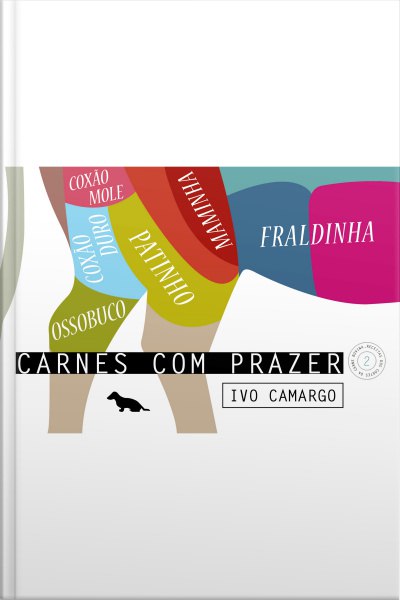 COXÃO
MOLE
MAMINHA
COXÃO
DURO
PATINHO
FRALDINHA
OSSOBUCO
CARNES COM PRAZER
2
IVO CAMARGO